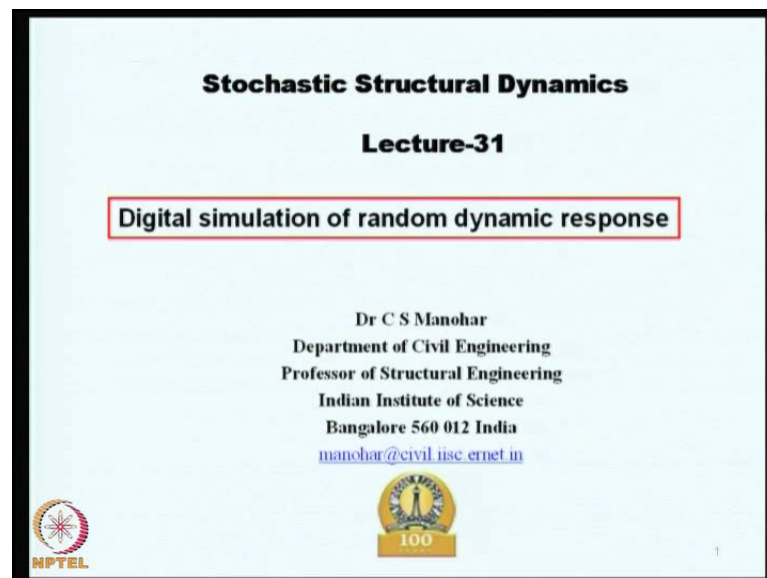 Stochastic Structural Dynamics
Lecture-31
Digital simulation of random dynamic response
Dr C S Manohar
Department of Civil Engineering
Professor of Structural Engineering
Indian Institute of Science
Bangalore 560 012 India
manohar@civil.iisc.ernet.in
100
NPTEL
1